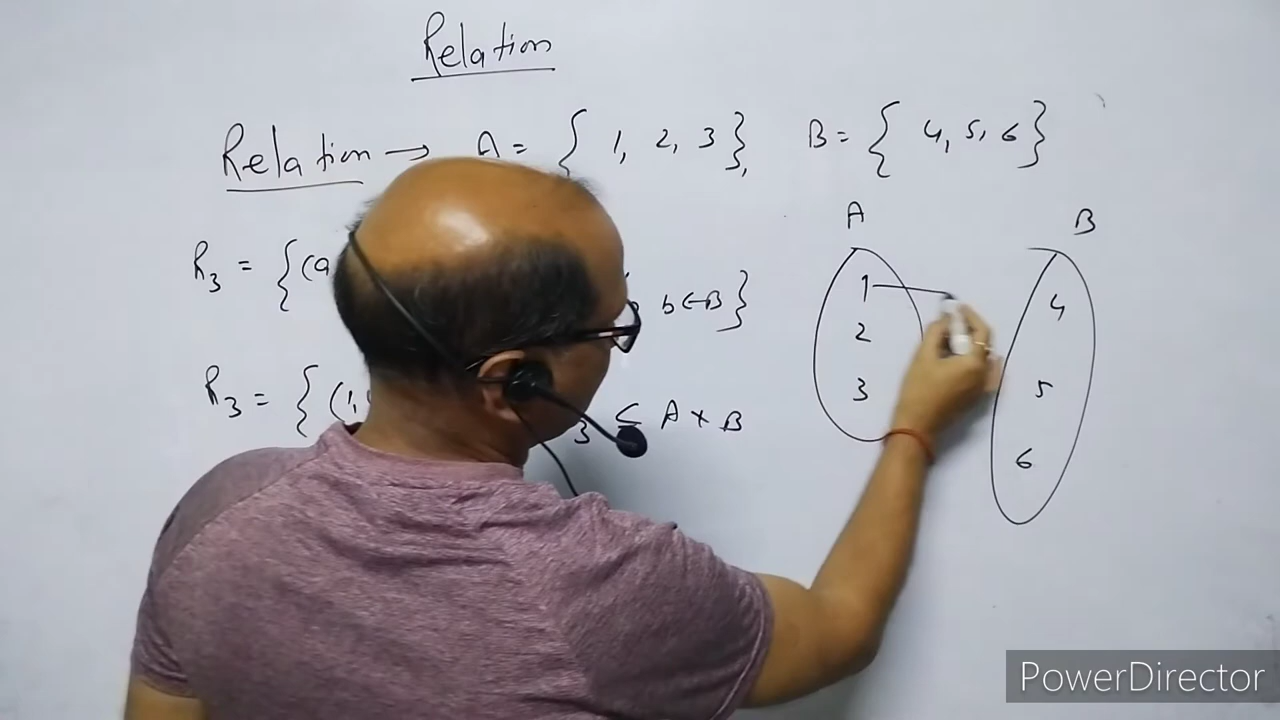 Relation
Relation → A = { 1, 2, 3 }, B = { 4, 5, 6 }
A B
R3 = { (a
b ∈ B }
R3 = { (1, 3 ⊆ A × B
1 4
2
3 5
6
PowerDirector